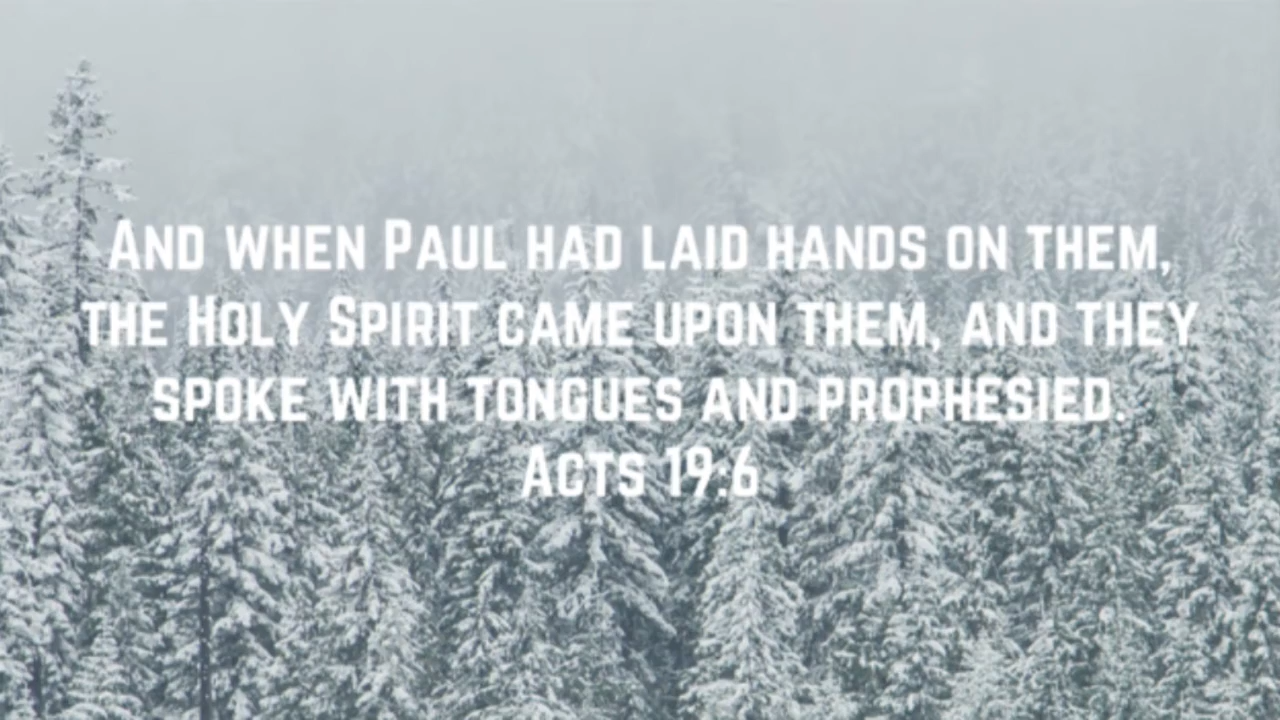 And when Paul had laid hands on them,
the Holy Spirit came upon them, and they
spoke with tongues and prophesied.
Acts 19:6